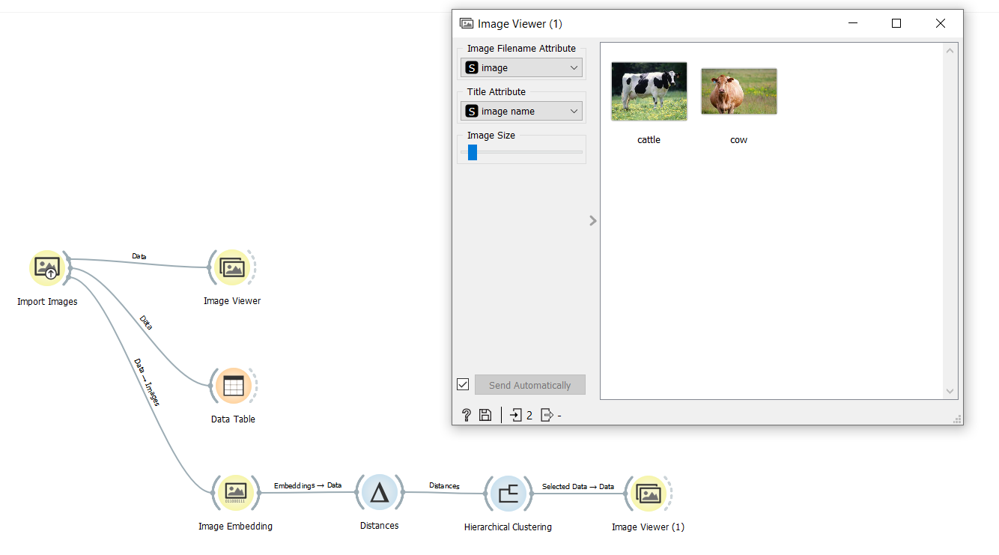 Image Viewer (1)
Image Filename Attribute
S image
Title Attribute
S image name
Image Size
cattle
cow
Send Automatically
? 2 -
Data
Import Images
Image Viewer
Data
Data → Images
Data Table
Embeddings → Data
Distances
Selected Data → Data
011000111
Image Embedding
Distances
Hierarchical Clustering
Image Viewer (1)